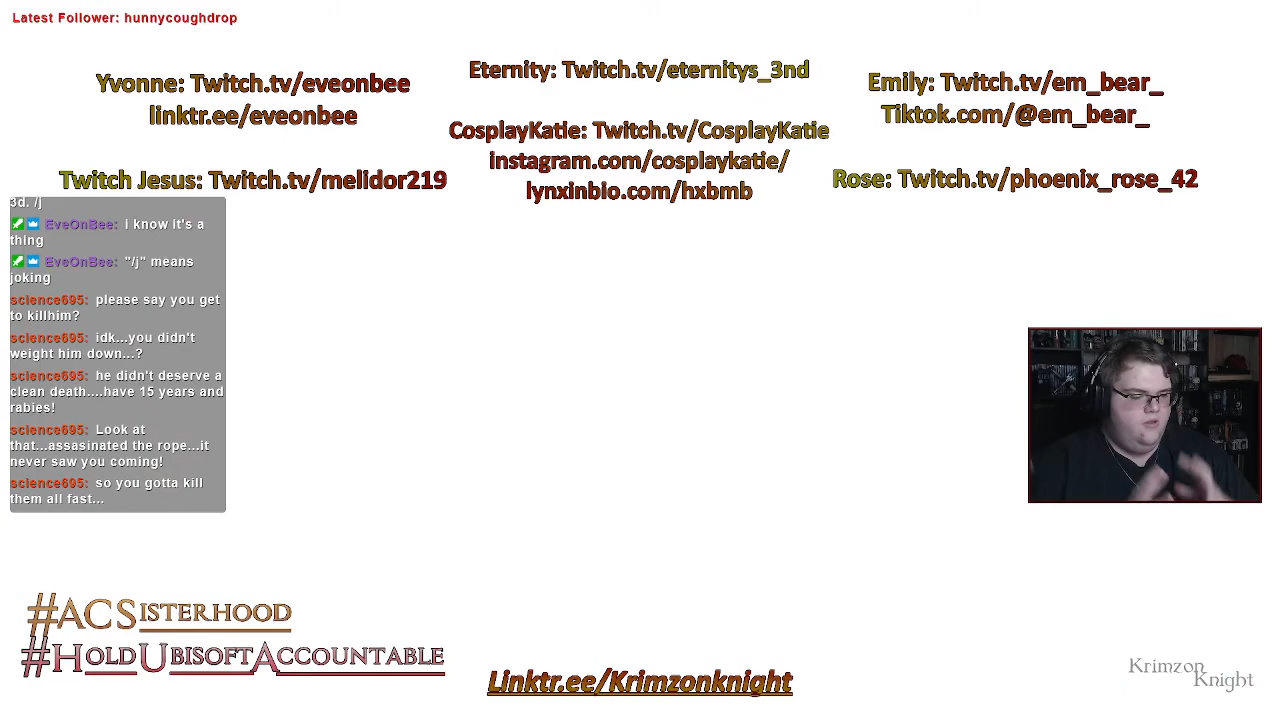 Latest Follower: hunnycoughdrop
Yvonne: Twitch.tv/eveonbee
linktr.ee/eveonbee
Eternity: Twitch.tv/eternitys_3nd
Emily: Twitch.tv/em_bear_
Tiktok.com/@em_bear_
CosplayKatie: Twitch.tv/CosplayKatie
instagram.com/cosplaykatie/
lynxinbio.com/hxbmb
Twitch Jesus: Twitch.tv/melidor219
Rose: Twitch.tv/phoenix_rose_42
3d. /j
EveOnBee: i know it's a
thing
EveOnBee: "/j" means
joking
science695: please say you get
to killhim?
science695: idk...you didn't
weight him down...?
science695: he didn't deserve a
clean death....have 15 years and
rabies!
science695: Look at
that...assasinated the rope...it
never saw you coming!
science695: so you gotta kill
them all fast...
#ACSisterhood
#HoldUbisoftAccountable
Linktr.ee/Krimzonknight
Krimzon
Knight